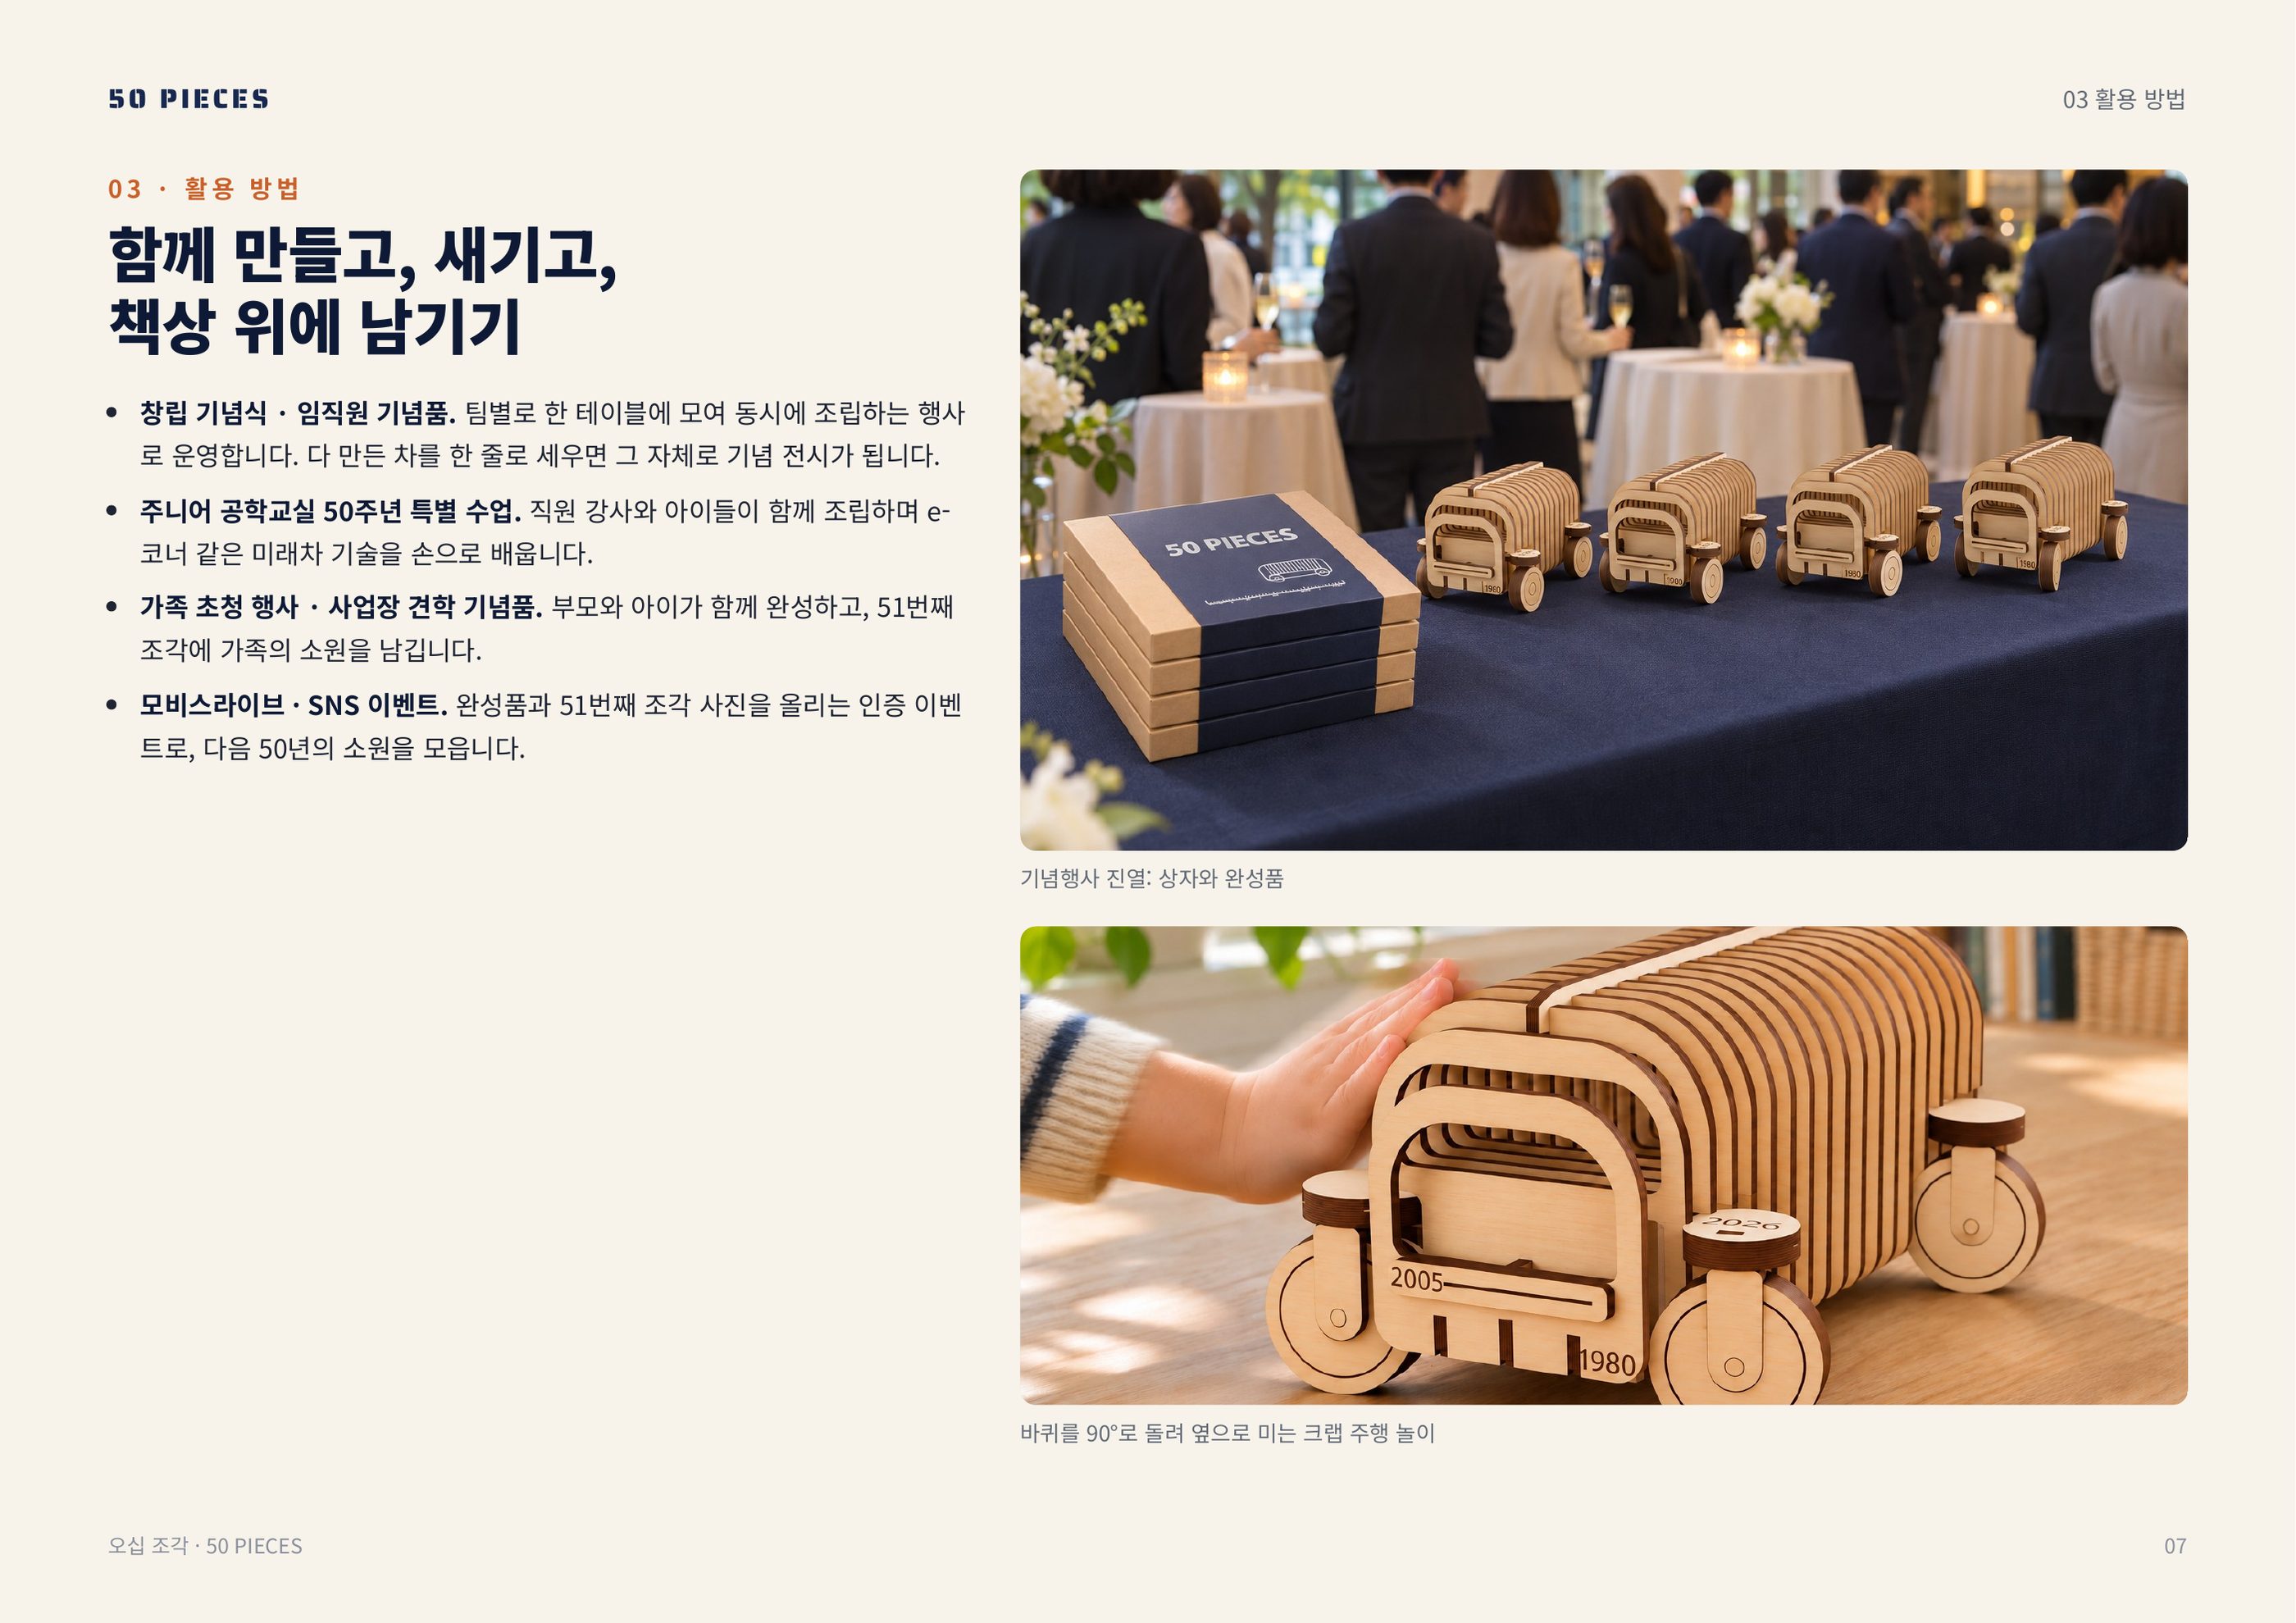 50 PIECES
03 활용 방법
03 · 활용 방법
함께 만들고, 새기고,
책상 위에 남기기
• 창립 기념식 · 임직원 기념품. 팀별로 한 테이블에 모여 동시에 조립하는 행사
로 운영합니다. 다 만든 차를 한 줄로 세우면 그 자체로 기념 전시가 됩니다.
• 주니어 공학교실 50주년 특별 수업. 직원 강사와 아이들이 함께 조립하며 e-
코너 같은 미래차 기술을 손으로 배웁니다.
• 가족 초청 행사 · 사업장 견학 기념품. 부모와 아이가 함께 완성하고, 51번째
조각에 가족의 소원을 남깁니다.
• 모비스라이브 · SNS 이벤트. 완성품과 51번째 조각 사진을 올리는 인증 이벤
트로, 다음 50년의 소원을 모읍니다.
50 PIECES
1980
1980
1980
1980
기념행사 진열: 상자와 완성품
2026
2005
1980
바퀴를 90°로 돌려 옆으로 미는 크랩 주행 놀이
오십 조각 · 50 PIECES
07